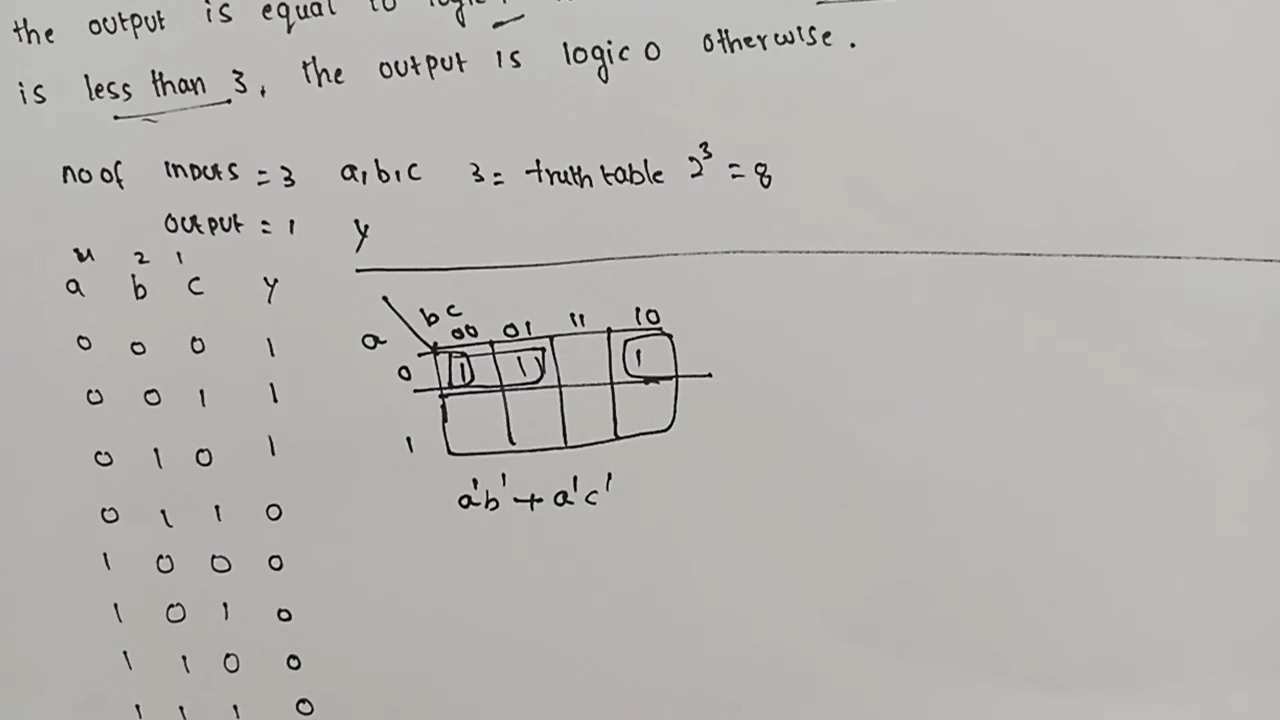 the output is equal to logic
is less than 3, the output is logic 0 otherwise.
no of inputs = 3 a, b, c 3 = truth table 2³ = 8
output = 1 y
4 2 1
a b c y
0 0 0 1
0 0 1 1
0 1 0 1
0 1 1 0
1 0 0 0
1 0 1 0
1 1 0 0
1 1 1 0
bc
a 00 01 11 10
0 1 1 1
1
a'b' + a'c'